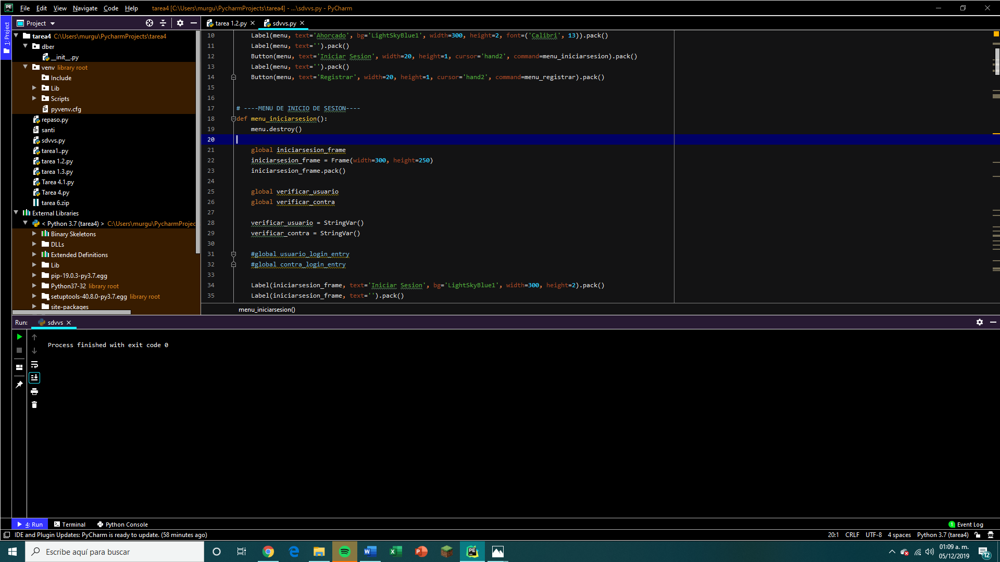 File Edit View Navigate Code Help tarea4 [C:\Users\murgu\PycharmProjects\tarea4] - ...\sdvvs.py - PyCharm
1: Project
Project
tarea4 C:\Users\murgu\PycharmProjects\tarea4
dber
__init__.py
venv library root
Include
Lib
Scripts
pyvenv.cfg
repaso.py
santi
sdvvs.py
tarea1..py
tarea 1.2.py
tarea 1.3.py
Tarea 4.1.py
Tarea 4.py
tarea 6.zip
External Libraries
< Python 3.7 (tarea4) > C:\Users\murgu\PycharmProjec
Binary Skeletons
DLLs
Extended Definitions
Lib
pip-19.0.3-py3.7.egg
Python37-32 library root
setuptools-40.8.0-py3.7.egg library root
site-packages
tarea 1.2.py sdvvs.py
10 Label(menu, text='Ahorcado', bg='LightSkyBlue1', width=300, height=2, font=('Calibri', 13)).pack()
11 Label(menu, text='').pack()
12 Button(menu, text='Iniciar Sesion', width=20, height=1, cursor='hand2', command=menu_iniciarsesion).pack()
13 Label(menu, text='').pack()
14 Button(menu, text='Registrar', width=20, height=1, cursor='hand2', command=menu_registrar).pack()
15
16
17 # ----MENU DE INICIO DE SESION----
18 def menu_iniciarsesion():
19 menu.destroy()
20
21 global iniciarsesion_frame
22 iniciarsesion_frame = Frame(width=300, height=250)
23 iniciarsesion_frame.pack()
24
25 global verificar_usuario
26 global verificar_contra
27
28 verificar_usuario = StringVar()
29 verificar_contra = StringVar()
30
31 #global usuario_login_entry
32 #global contra_login_entry
33
34 Label(iniciarsesion_frame, text='Iniciar Sesion', bg='LightSkyBlue1', width=300, height=2).pack()
35 Label(iniciarsesion_frame, text='').pack()
menu_iniciarsesion()
Run: sdvvs
Process finished with exit code 0
4: Run Terminal Python Console 1 Event Log
IDE and Plugin Updates: PyCharm is ready to update. (58 minutes ago) 20:1 CRLF UTF-8 4 spaces Python 3.7 (tarea4)
Escribe aquí para buscar
01:09 a. m.
05/12/2019
12